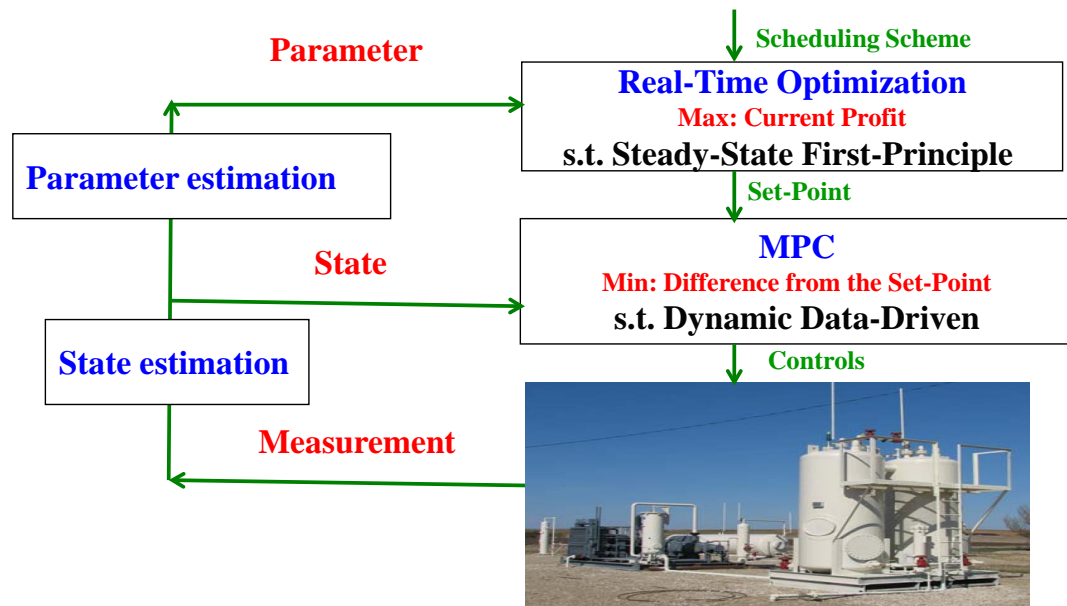 Parameter
Scheduling Scheme
Real-Time Optimization
Max: Current Profit
s.t. Steady-State First-Principle
Parameter estimation
Set-Point
State
MPC
Min: Difference from the Set-Point
s.t. Dynamic Data-Driven
State estimation
Controls
Measurement